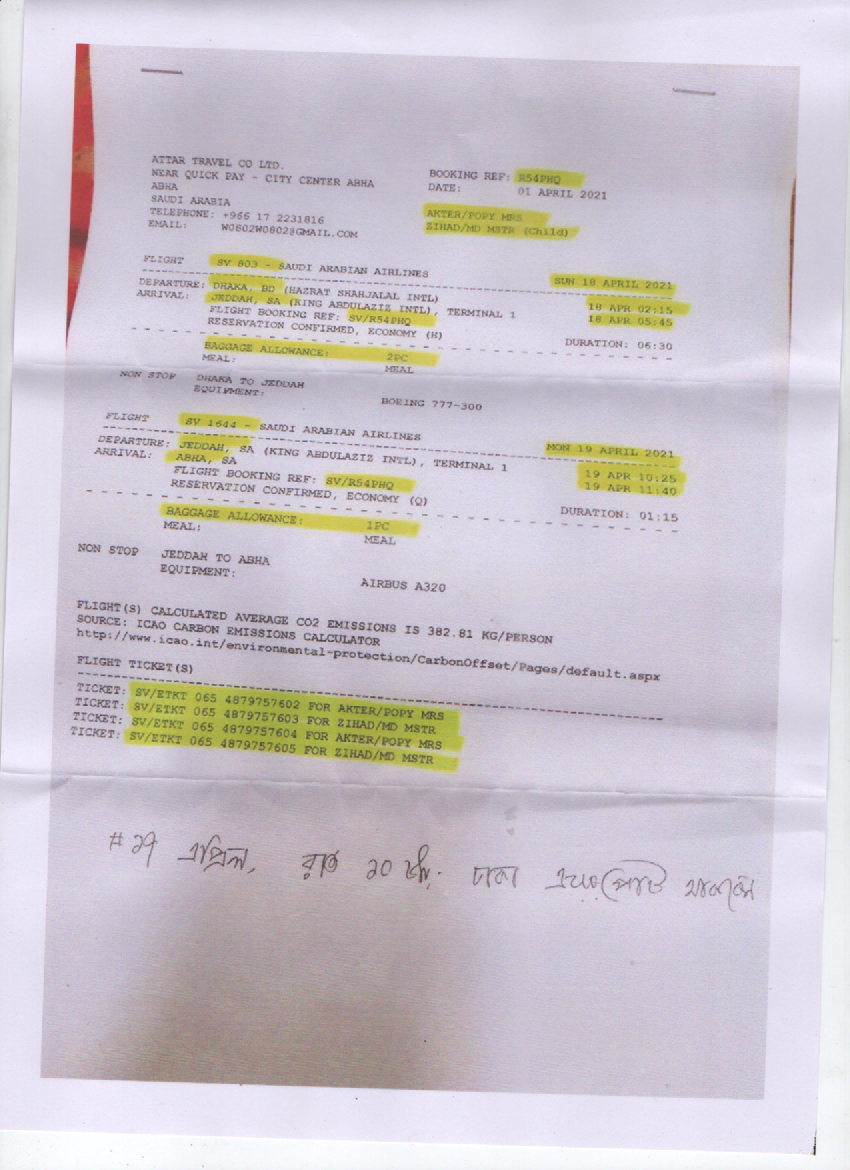 ATTAR TRAVEL CO LTD.
NEAR QUICK PAY - CITY CENTER ABHA
ABHA
SAUDI ARABIA
TELEPHONE: +966 17 2231816
EMAIL: W0802W0802@GMAIL.COM
BOOKING REF: R54PHQ
DATE: 01 APRIL 2021
AKTER/POPY MRS
ZIHAD/MD MSTR (Child)
FLIGHT SV 803 - SAUDI ARABIAN AIRLINES SUN 18 APRIL 2021
DEPARTURE: DHAKA, BD (HAZRAT SHAHJALAL INTL) 18 APR 02:15
ARRIVAL: JEDDAH, SA (KING ABDULAZIZ INTL), TERMINAL 1 18 APR 05:45
FLIGHT BOOKING REF: SV/R54PHQ
RESERVATION CONFIRMED, ECONOMY (H) DURATION: 06:30
BAGGAGE ALLOWANCE: 2PC
MEAL: MEAL
NON STOP DHAKA TO JEDDAH
EQUIPMENT: BOEING 777-300
FLIGHT SV 1644 - SAUDI ARABIAN AIRLINES MON 19 APRIL 2021
DEPARTURE: JEDDAH, SA (KING ABDULAZIZ INTL), TERMINAL 1 19 APR 10:25
ARRIVAL: ABHA, SA 19 APR 11:40
FLIGHT BOOKING REF: SV/R54PHQ
RESERVATION CONFIRMED, ECONOMY (Q) DURATION: 01:15
BAGGAGE ALLOWANCE: 1PC
MEAL: MEAL
NON STOP JEDDAH TO ABHA
EQUIPMENT: AIRBUS A320
FLIGHT(S) CALCULATED AVERAGE CO2 EMISSIONS IS 382.81 KG/PERSON
SOURCE: ICAO CARBON EMISSIONS CALCULATOR
http://www.icao.int/environmental-protection/CarbonOffset/Pages/default.aspx
FLIGHT TICKET(S)
TICKET: SV/ETKT 065 4879757602 FOR AKTER/POPY MRS
TICKET: SV/ETKT 065 4879757603 FOR ZIHAD/MD MSTR
TICKET: SV/ETKT 065 4879757604 FOR AKTER/POPY MRS
TICKET: SV/ETKT 065 4879757605 FOR ZIHAD/MD MSTR
# ১৭ এপ্রিল, রাত ১০ টায় ঢাকা এয়ারপোর্ট